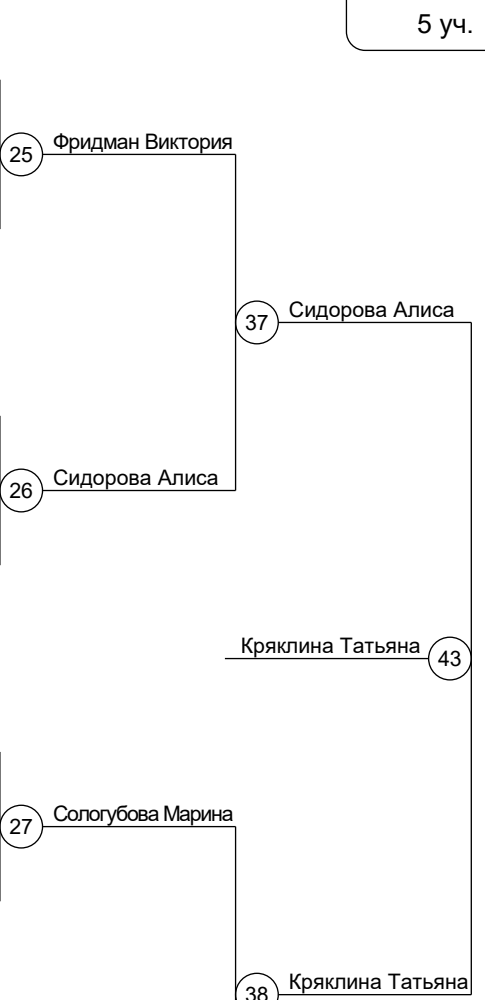 5 уч.
Фридман Виктория
25
Сидорова Алиса
37
Сидорова Алиса
26
Кряклина Татьяна
43
Сологубова Марина
27
Кряклина Татьяна
38